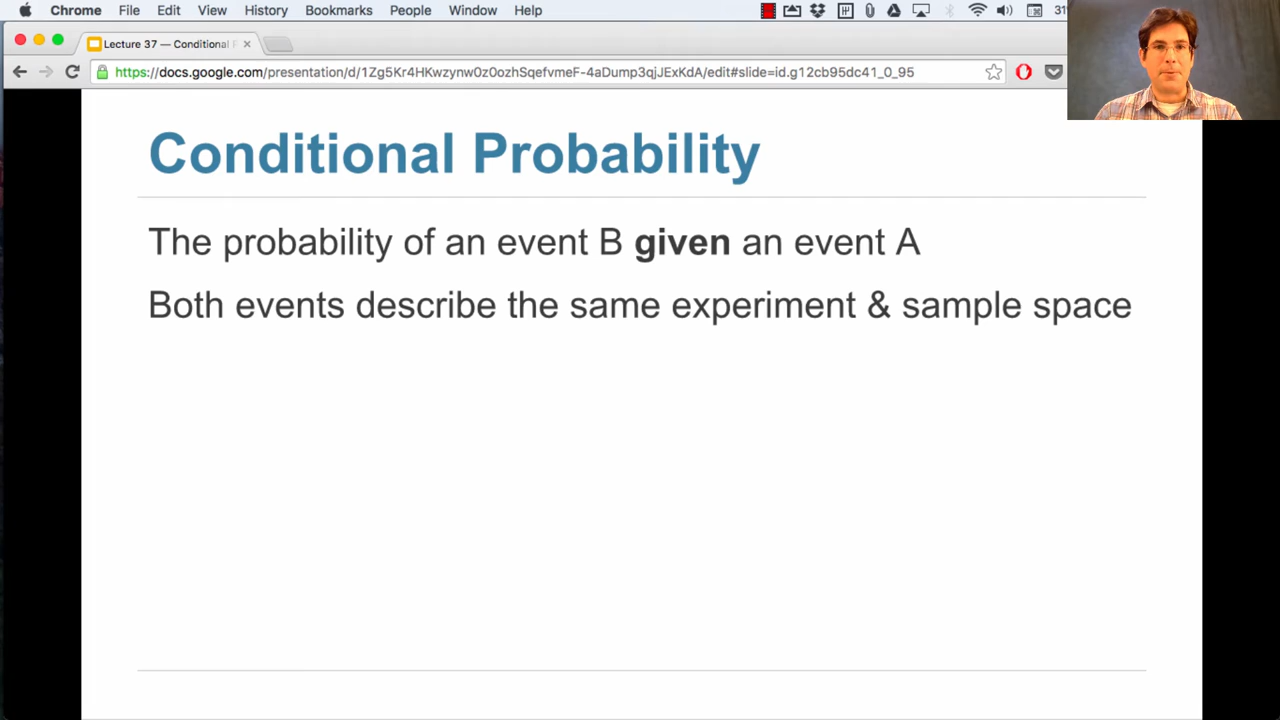 Chrome File Edit View History Bookmarks People Window Help
Lecture 37 — Conditional
https://docs.google.com/presentation/d/1Zg5Kr4HKwzynw0z0ozhSqefvmeF-4aDump3qjJExKdA/edit#slide=id.g12cb95dc41_0_95
Conditional Probability
The probability of an event B given an event A
Both events describe the same experiment & sample space